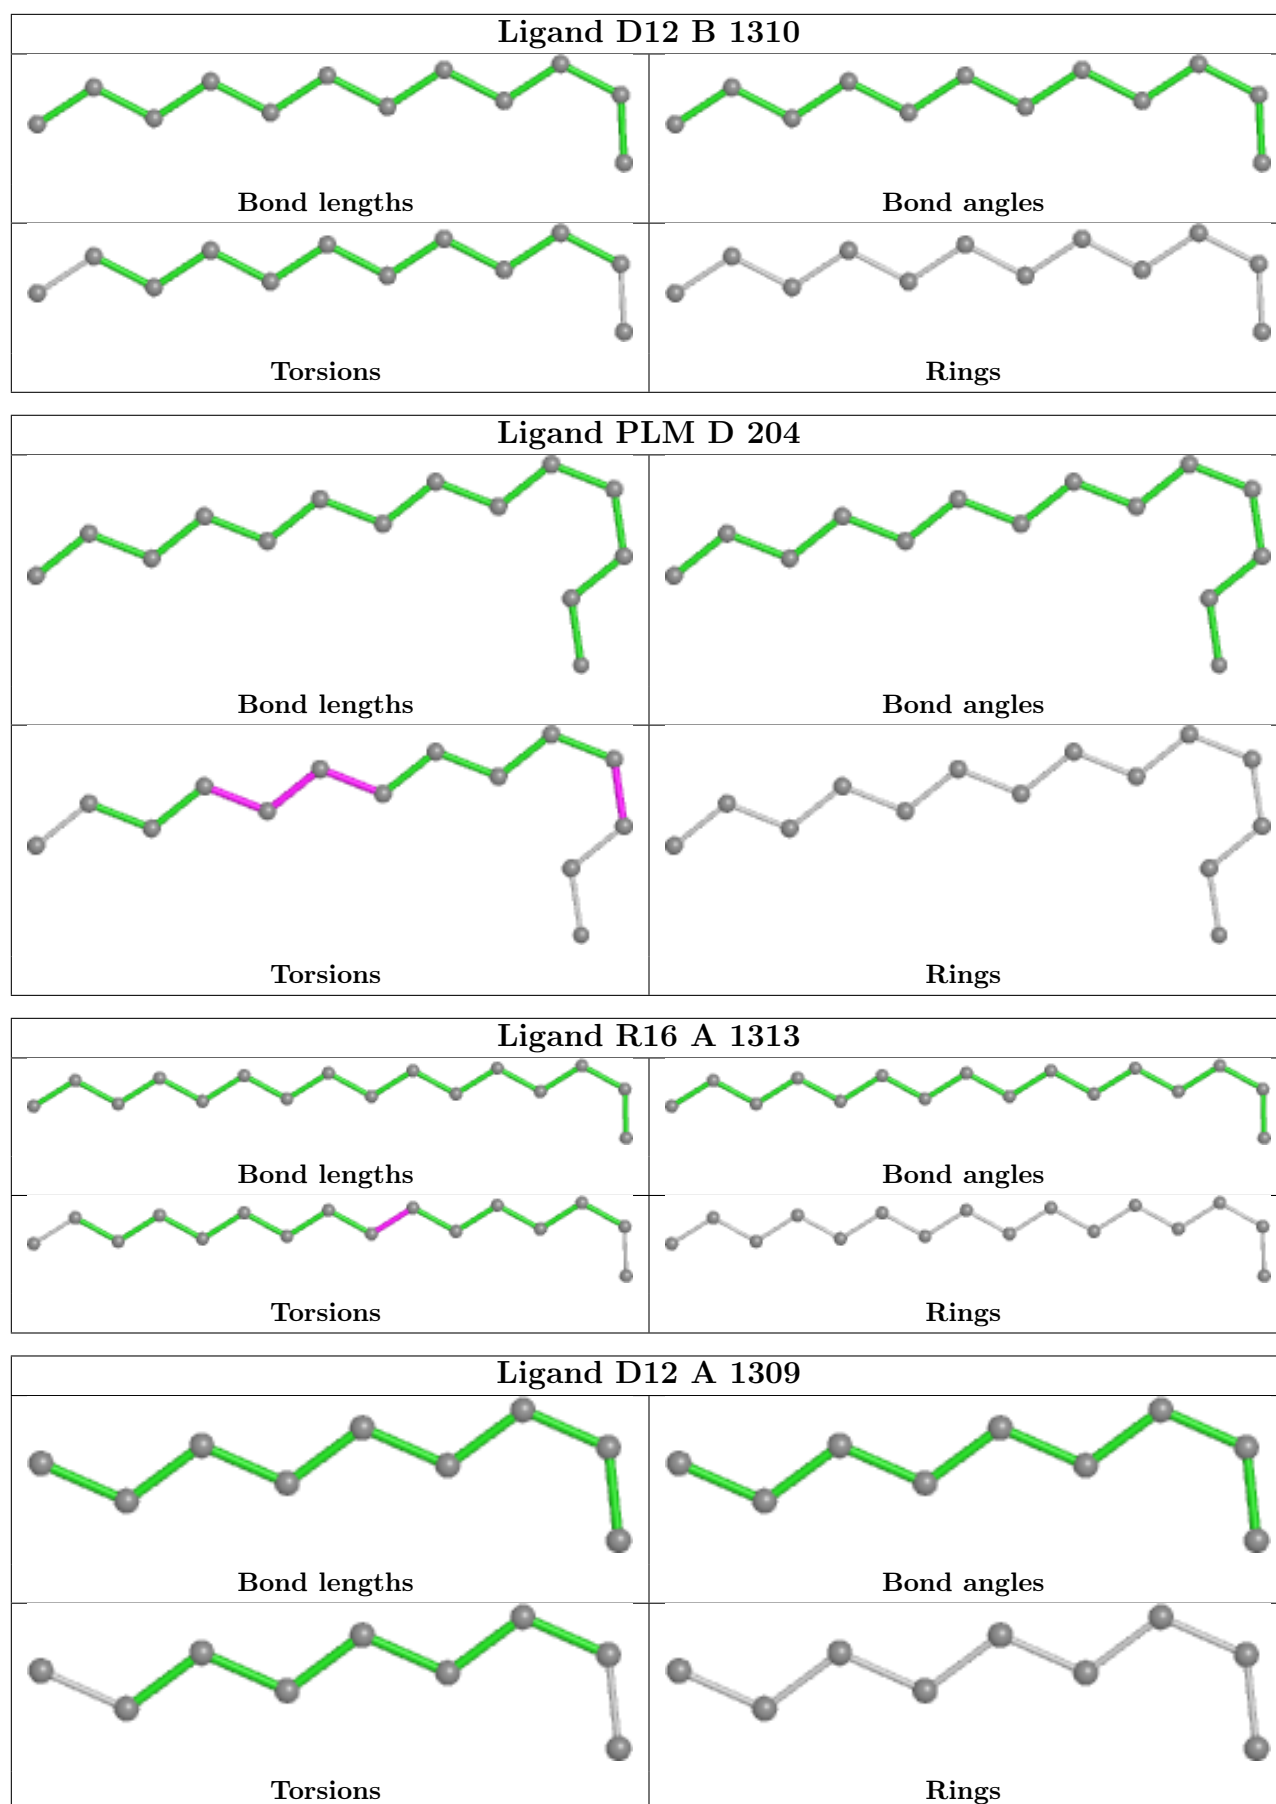 Ligand D12 B 1310
Bond lengths
Bond angles
Torsions
Rings
Ligand PLM D 204
Bond lengths
Bond angles
Torsions
Rings
Ligand R16 A 1313
Bond lengths
Bond angles
Torsions
Rings
Ligand D12 A 1309
Bond lengths
Bond angles
Torsions
Rings